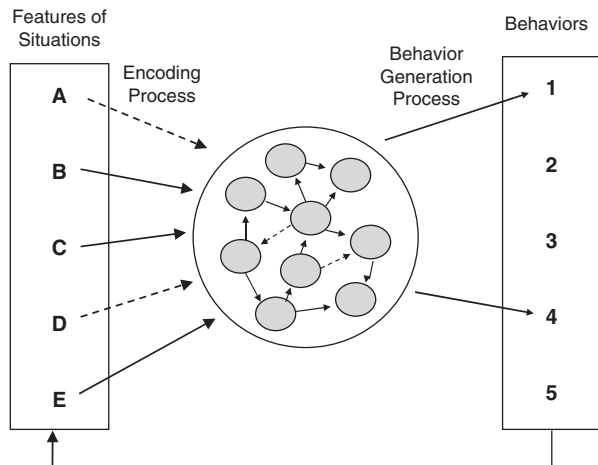 Features of
Situations
A
B
C
D
E
Encoding
Process
Behavior
Generation
Process
Behaviors
1
2
3
4
5